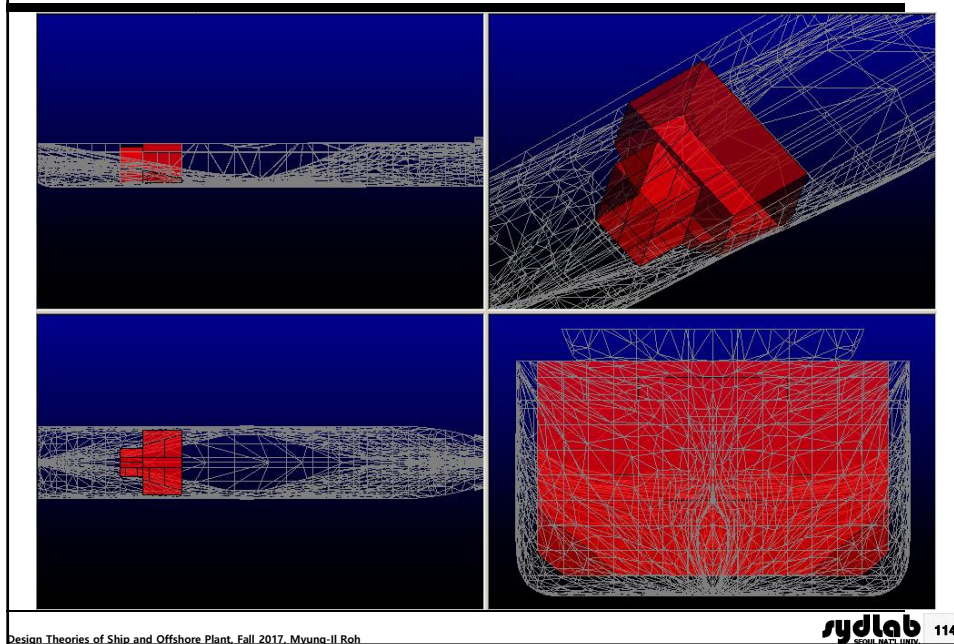 Design Theories of Ship and Offshore Plant, Fall 2017, Myung-Il Roh
sydlab
SEOUL NAT'L UNIV.
114